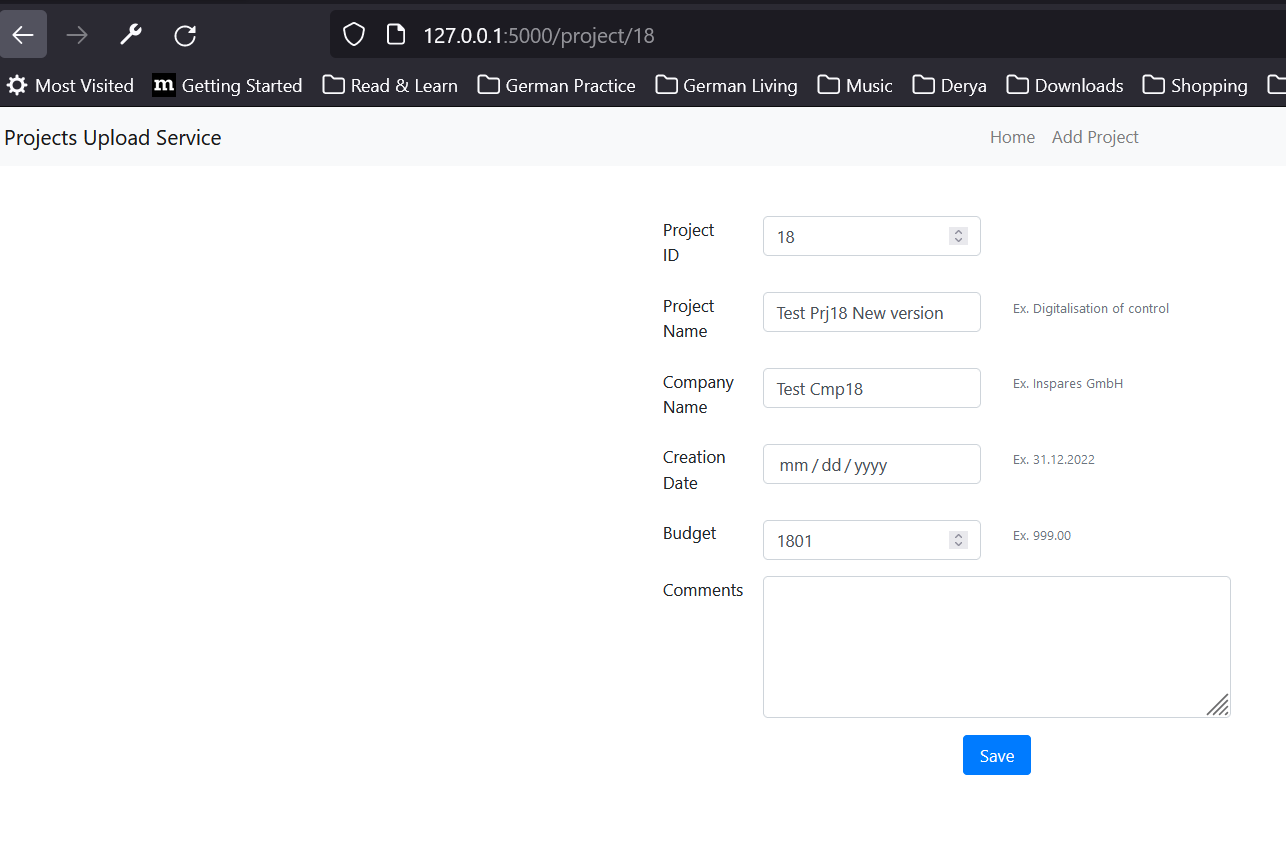 127.0.0.1:5000/project/18
Most Visited m Getting Started Read & Learn German Practice German Living Music Derya Downloads Shopping
Projects Upload Service Home Add Project
Project
ID
18
Project
Name
Test Prj18 New version
Ex. Digitalisation of control
Company
Name
Test Cmp18
Ex. Inspares GmbH
Creation
Date
mm / dd / yyyy
Ex. 31.12.2022
Budget
1801
Ex. 999.00
Comments
Save